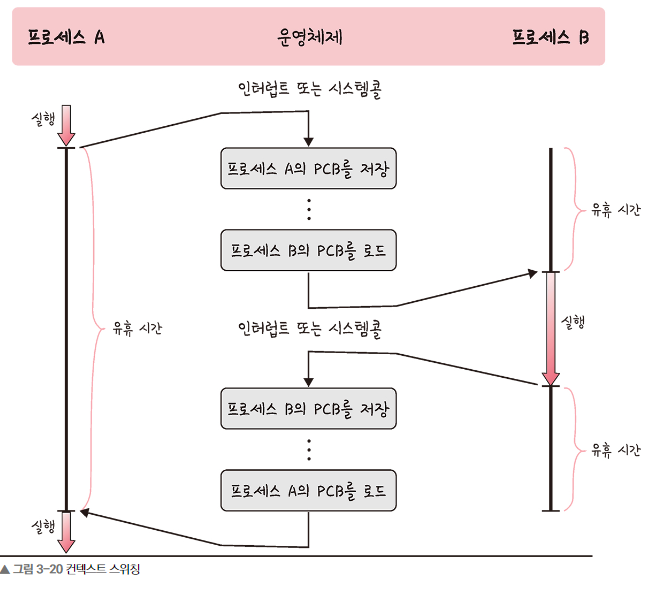 프로세스 A
운영체제
프로세스 B
인터럽트 또는 시스템콜
실행
프로세스 A의 PCB를 저장
유휴 시간
프로세스 B의 PCB를 로드
유휴 시간
인터럽트 또는 시스템콜
실행
프로세스 B의 PCB를 저장
유휴 시간
프로세스 A의 PCB를 로드
실행
▲ 그림 3-20 컨텍스트 스위칭